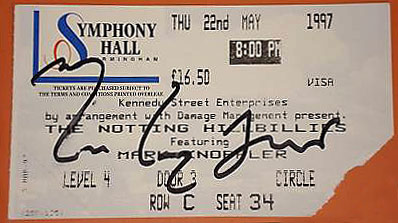 SYMPHONY HALL
BIRMINGHAM
THU 22nd MAY 1997
8:00 PM
TICKETS ARE PURCHASED SUBJECT TO
THE TERMS AND CONDITIONS PRINTED OVERLEAF.
£16.50 VISA
Kennedy Street Enterprises
by arrangement with Damage Management present.
THE NOTTING HILLBILLIES
Featuring
MARK KNOPFLER
LEVEL 4 DOOR 3 CIRCLE
ROW C SEAT 34